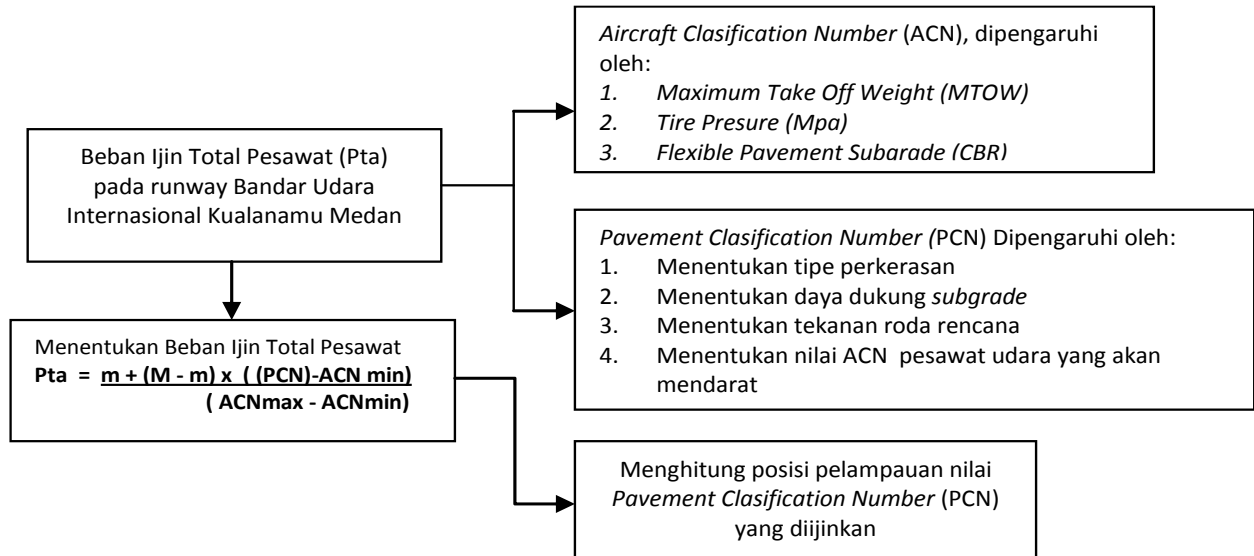 Beban Ijin Total Pesawat (Pta)
pada runway Bandar Udara
Internasional Kualanamu Medan
Menentukan Beban Ijin Total Pesawat
Pta = m + (M - m) x ( (PCN)-ACN min)
( ACNmax - ACNmin)
Aircraft Clasification Number (ACN), dipengaruhi
oleh:
1. Maximum Take Off Weight (MTOW)
2. Tire Presure (Mpa)
3. Flexible Pavement Subarade (CBR)
Pavement Clasification Number (PCN) Dipengaruhi oleh:
1. Menentukan tipe perkerasan
2. Menentukan daya dukung subgrade
3. Menentukan tekanan roda rencana
4. Menentukan nilai ACN pesawat udara yang akan
mendarat
Menghitung posisi pelampauan nilai
Pavement Clasification Number (PCN)
yang diijinkan